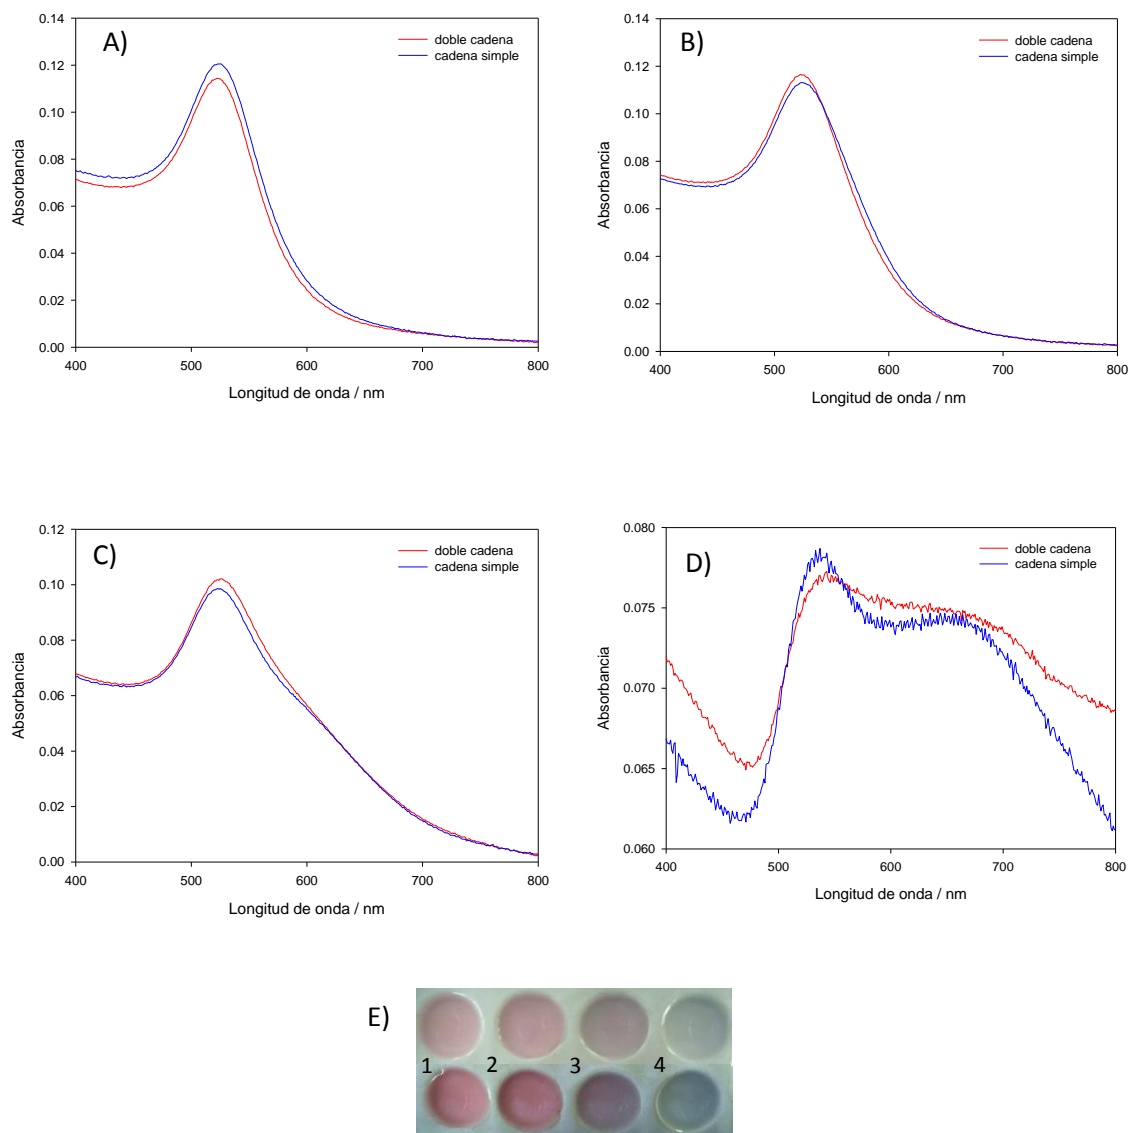 A)
doble cadena
cadena simple
0.14
0.12
0.10
0.08
0.06
0.04
0.02
0.00
Absorbancia
400 500 600 700 800
Longitud de onda / nm
B)
doble cadena
cadena simple
0.14
0.12
0.10
0.08
0.06
0.04
0.02
0.00
Absorbancia
400 500 600 700 800
Longitud de onda / nm
C)
doble cadena
cadena simple
0.12
0.10
0.08
0.06
0.04
0.02
0.00
Absorbancia
400 500 600 700 800
Longitud de onda / nm
D)
doble cadena
cadena simple
0.080
0.075
0.070
0.065
0.060
Absorbancia
400 500 600 700 800
Longitud de onda / nm
E)
1 2 3 4